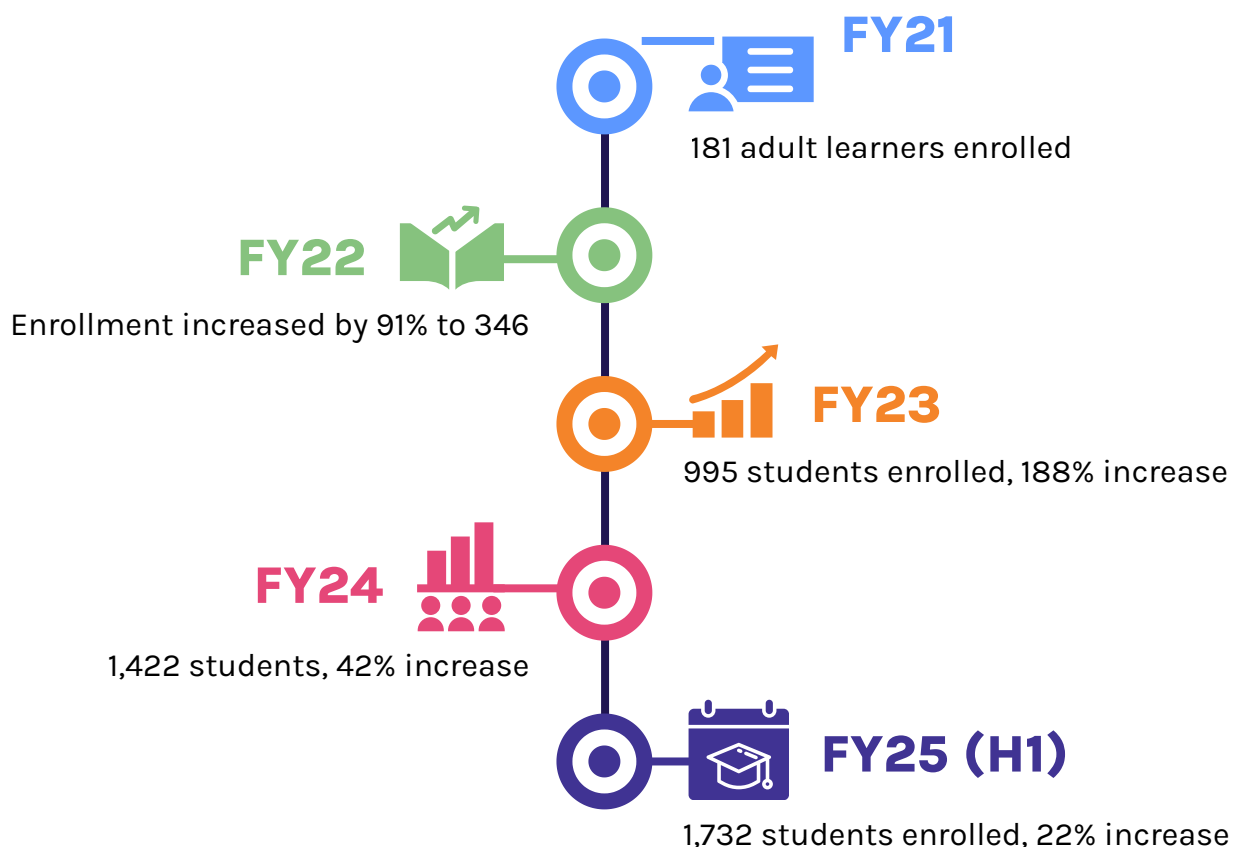 FY21
181 adult learners enrolled
FY22
Enrollment increased by 91% to 346
FY23
995 students enrolled, 188% increase
FY24
1,422 students, 42% increase
FY25 (H1)
1,732 students enrolled, 22% increase